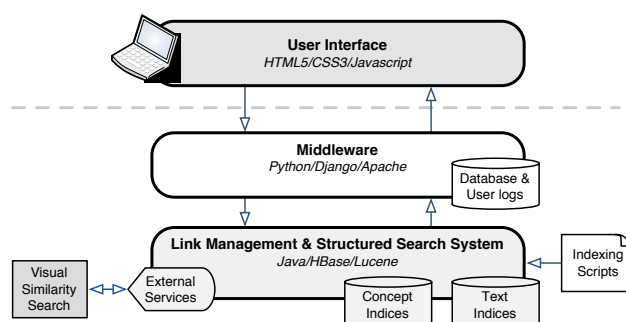 User Interface
HTML5/CSS3/Javascript
Middleware
Python/Django/Apache
Database &
User logs
Link Management & Structured Search System
Java/HBase/Lucene
Indexing
Scripts
Visual
Similarity
Search
External
Services
Concept
Indices
Text
Indices